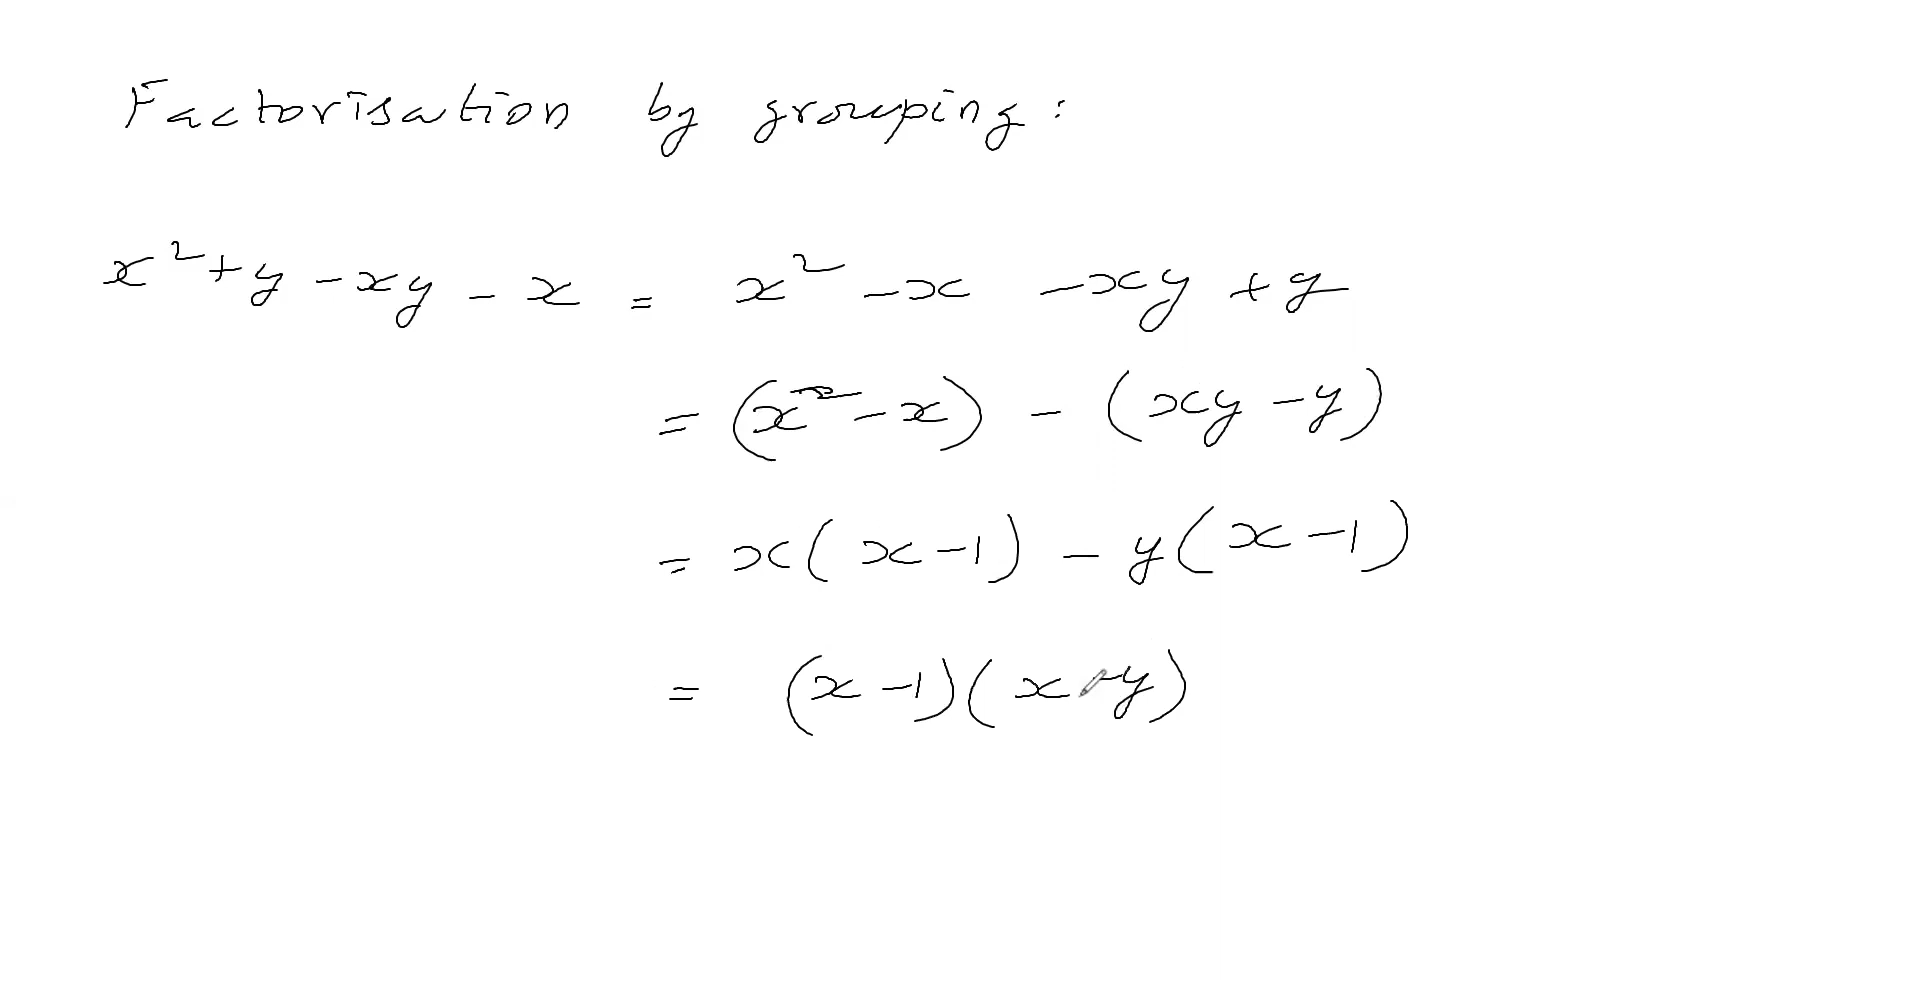 Factorisation by grouping:
x² + y - xy - x = x² - x - xy + y
= (x² - x) - (xy - y)
= x(x - 1) - y(x - 1)
= (x - 1)(x - y)